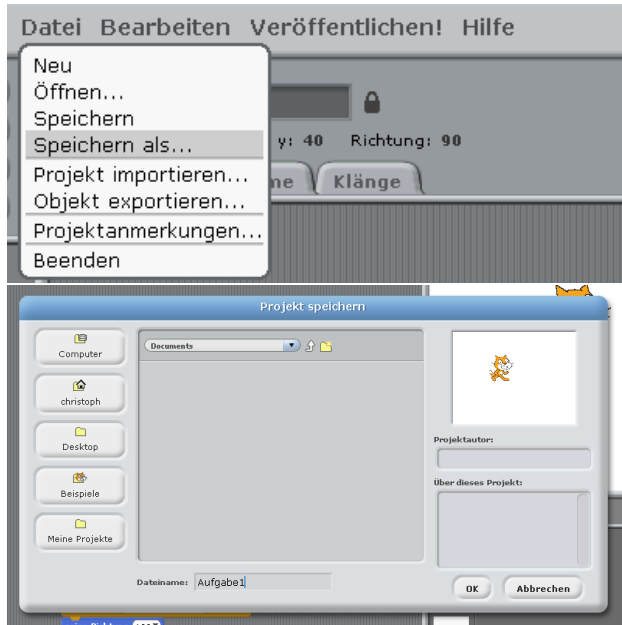 Datei Bearbeiten Veröffentlichen! Hilfe
Neu
Öffnen...
Speichern
Speichern als...
y: 40 Richtung: 90
Projekt importieren...
Klänge
Objekt exportieren...
Projektanmerkungen...
Beenden
Projekt speichern
Computer
Documents
christoph
Desktop
Projektautor:
Beispiele
Über dieses Projekt:
Meine Projekte
Dateiname: Aufgabe1
OK Abbrechen